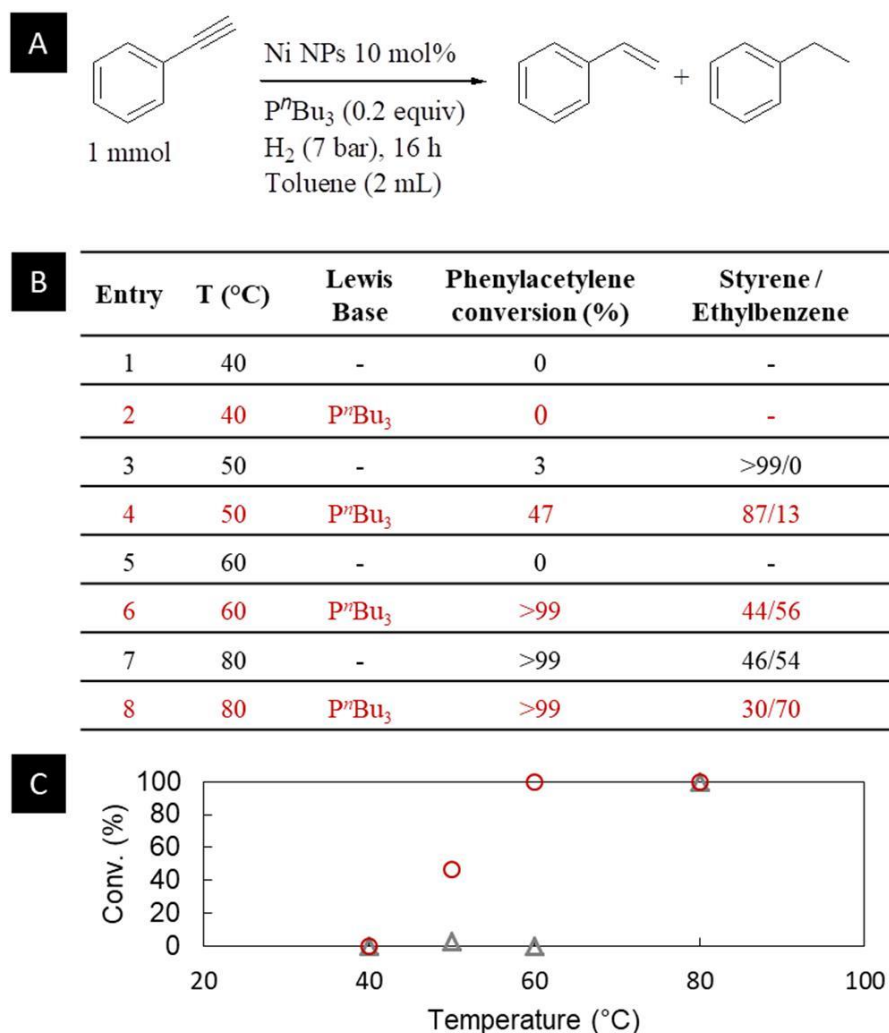 A
Ni NPs 10 mol%
PⁿBu₃ (0.2 equiv)
H₂ (7 bar), 16 h
Toluene (2 mL)
1 mmol
+
B
Entry T (°C) Lewis Base Phenylacetylene conversion (%) Styrene / Ethylbenzene
1 40 - 0 -
2 40 PⁿBu₃ 0 -
3 50 - 3 >99/0
4 50 PⁿBu₃ 47 87/13
5 60 - 0 -
6 60 PⁿBu₃ >99 44/56
7 80 - >99 46/54
8 80 PⁿBu₃ >99 30/70
C
Conv. (%)
100
80
60
40
20
0
20 40 60 80 100
Temperature (°C)